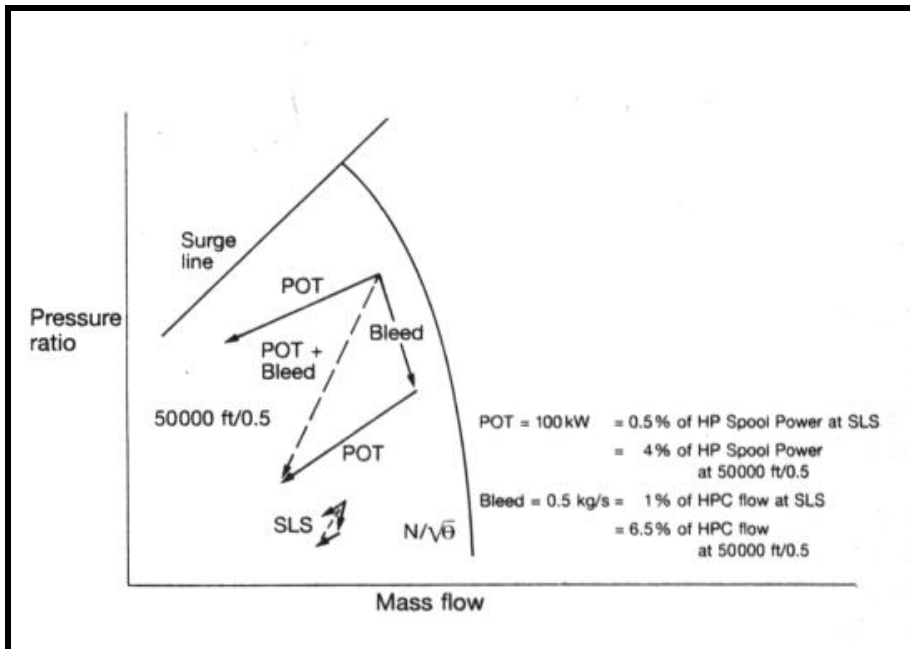 Surge
line
POT
Bleed
POT +
Bleed
Pressure
ratio
50000 ft/0.5
POT
SLS
N/√θ
POT = 100 kW = 0.5% of HP Spool Power at SLS
= 4% of HP Spool Power
at 50000 ft/0.5
Bleed = 0.5 kg/s = 1% of HPC flow at SLS
= 6.5% of HPC flow
at 50000 ft/0.5
Mass flow